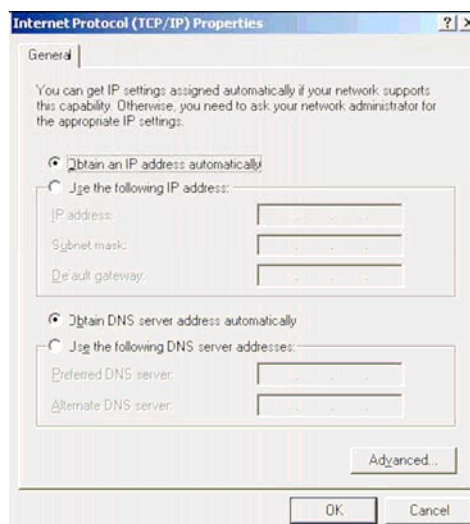 Internet Protocol (TCP/IP) Properties
General
You can get IP settings assigned automatically if your network supports
this capability. Otherwise, you need to ask your network administrator for
the appropriate IP settings.
Obtain an IP address automatically
Use the following IP address:
IP address:
Subnet mask:
Default gateway:
Obtain DNS server address automatically
Use the following DNS server addresses:
Preferred DNS server:
Alternate DNS server:
Advanced...
OK Cancel